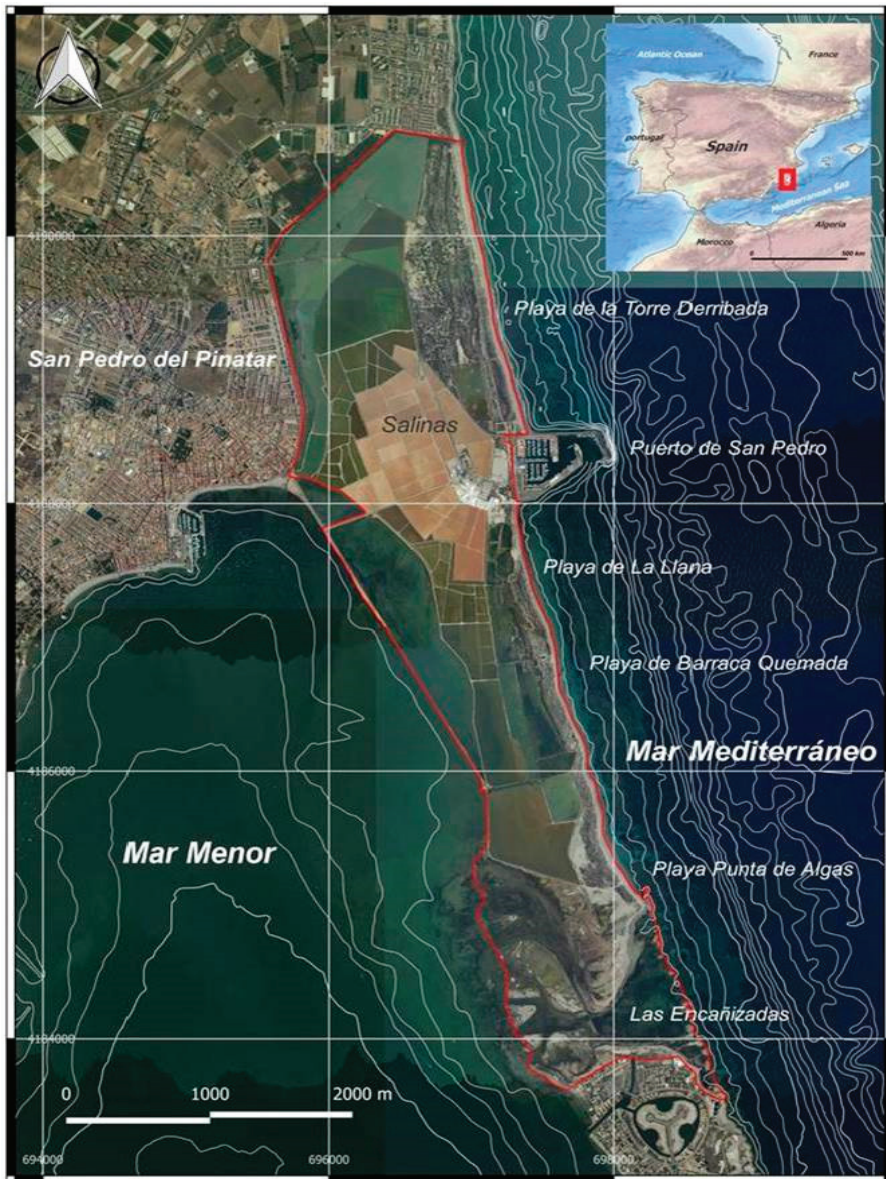 Atlantic Ocean
France
portugal
Spain
Mediterranean Sea
Morocco
Algeria
0 500 km
4190000
Playa de la Torre Derribada
San Pedro del Pinatar
Salinas
Puerto de San Pedro
4188000
Playa de La Llana
Playa de Barraca Quemada
Mar Mediterráneo
4186000
Mar Menor
Playa Punta de Algas
Las Encañizadas
4184000
0 1000 2000 m
694000 696000 698000